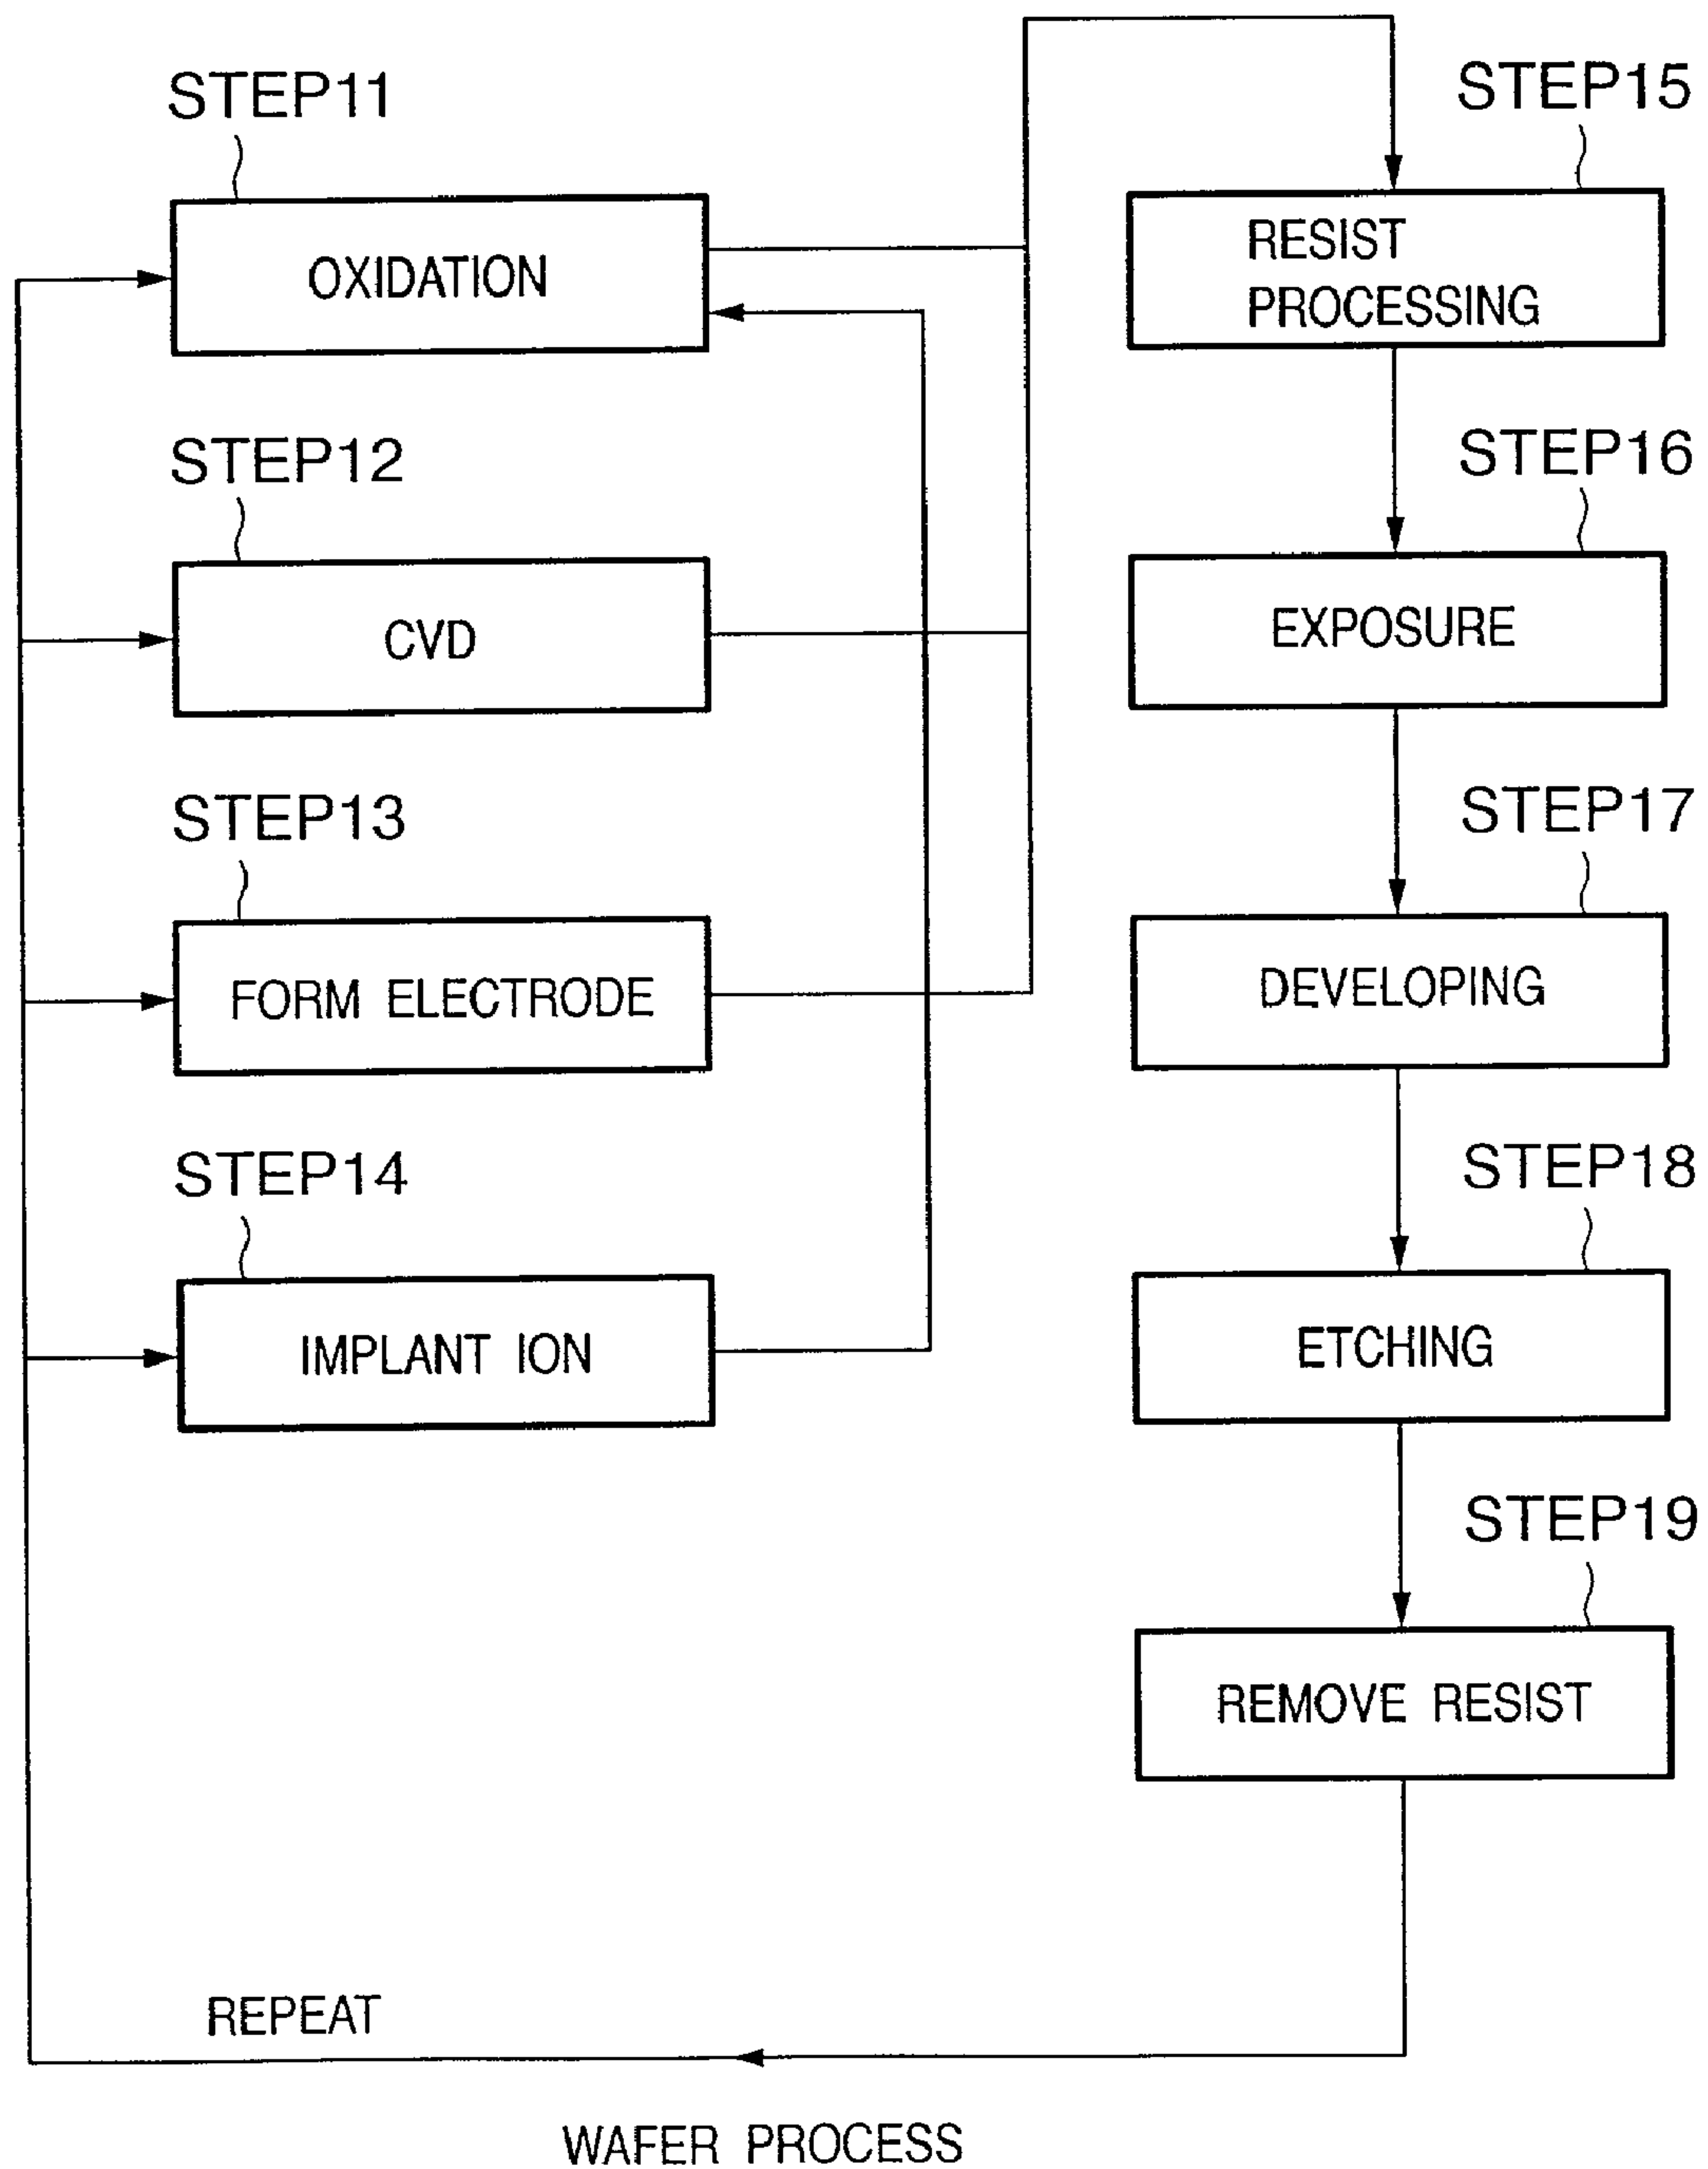 STEP11
OXIDATION
STEP12
CVD
STEP13
FORM ELECTRODE
STEP14
IMPLANT ION
STEP15
RESIST
PROCESSING
STEP16
EXPOSURE
STEP17
DEVELOPING
STEP18
ETCHING
STEP19
REMOVE RESIST
REPEAT
WAFER PROCESS